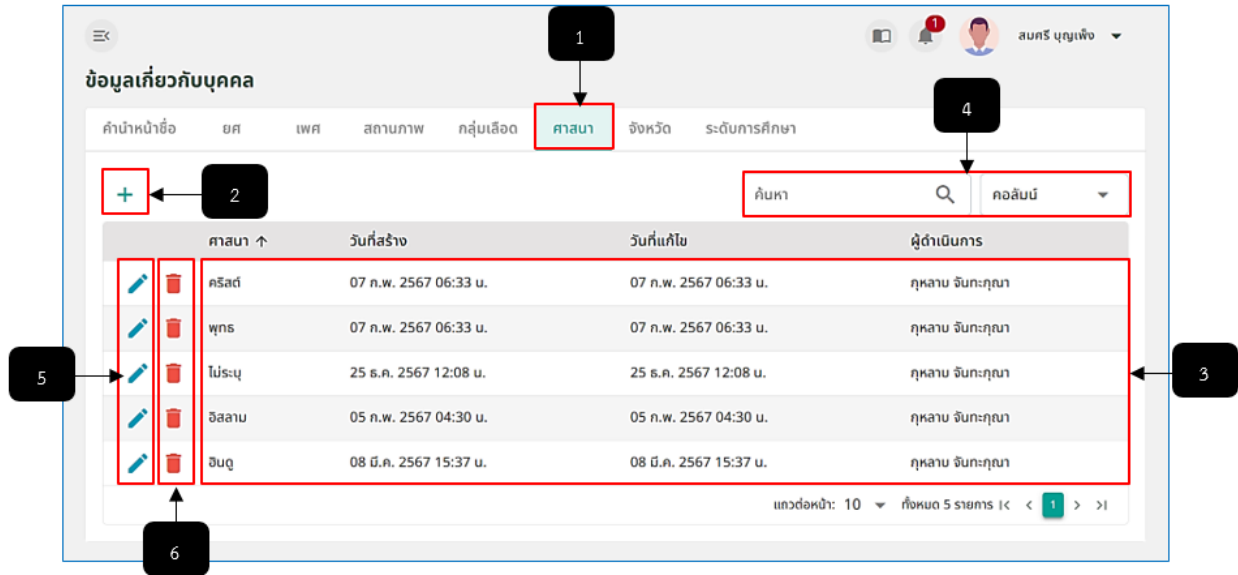 1
1
สมศรี บุญเพ็ง
ข้อมูลเกี่ยวกับบุคคล
4
คำนำหน้าชื่อ ยศ เพศ สถานภาพ กลุ่มเลือด ศาสนา จังหวัด ระดับการศึกษา
+ 2 ค้นหา คอลัมน์
ศาสนา ↑ วันที่สร้าง วันที่แก้ไข ผู้ดำเนินการ
คริสต์ 07 ก.พ. 2567 06:33 น. 07 ก.พ. 2567 06:33 น. กุหลาบ จันทะกุณา
พุทธ 07 ก.พ. 2567 06:33 น. 07 ก.พ. 2567 06:33 น. กุหลาบ จันทะกุณา
5 ไม่ระบุ 25 ธ.ค. 2567 12:08 น. 25 ธ.ค. 2567 12:08 น. กุหลาบ จันทะกุณา 3
อิสลาม 05 ก.พ. 2567 04:30 น. 05 ก.พ. 2567 04:30 น. กุหลาบ จันทะกุณา
ฮินดู 08 มี.ค. 2567 15:37 น. 08 มี.ค. 2567 15:37 น. กุหลาบ จันทะกุณา
แถวต่อหน้า: 10 ทั้งหมด 5 รายการ |< < 1 > >|
6